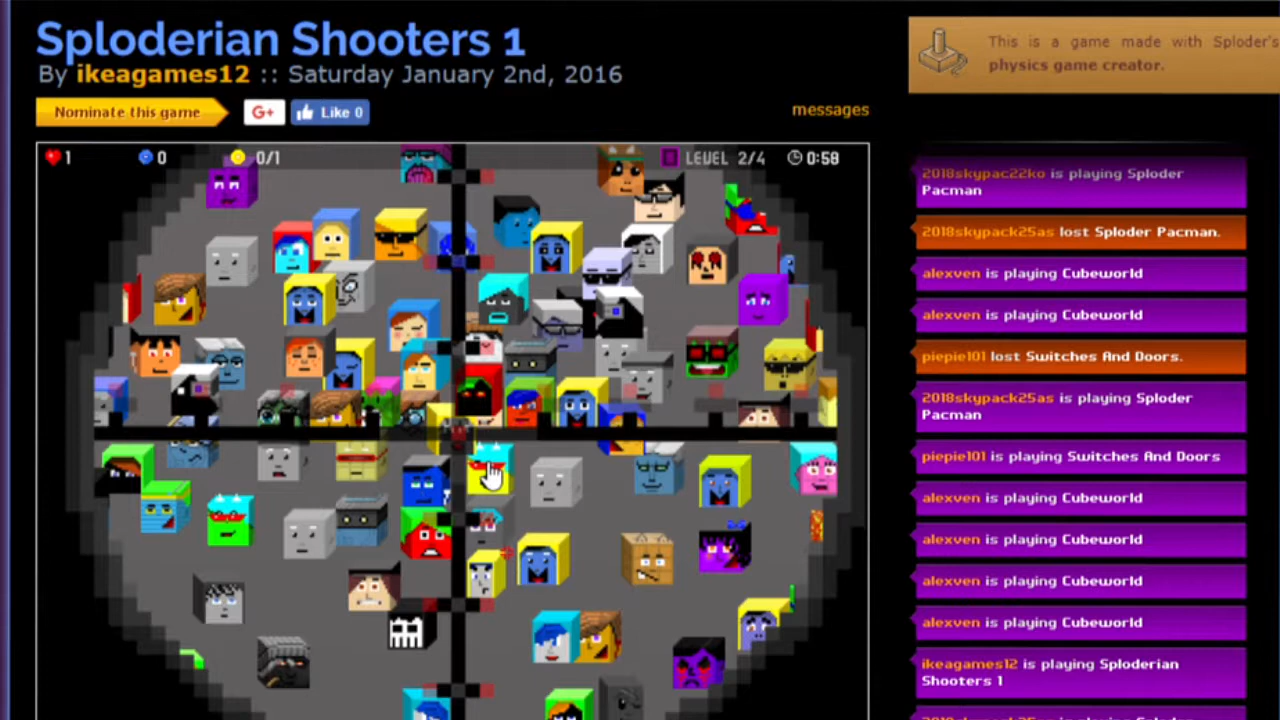 Sploderian Shooters 1
By ikeagames12 :: Saturday January 2nd, 2016
Nominate this game
G+
Like 0
messages
This is a game made with Sploder's
physics game creator.
1
0
0/1
LEVEL 2/4
0:58
2018skypac22ko is playing Sploder
Pacman
2018skypack25as lost Sploder Pacman.
alexven is playing Cubeworld
alexven is playing Cubeworld
piepie101 lost Switches And Doors.
2018skypack25as is playing Sploder
Pacman
piepie101 is playing Switches And Doors
alexven is playing Cubeworld
alexven is playing Cubeworld
alexven is playing Cubeworld
alexven is playing Cubeworld
ikeagames12 is playing Sploderian
Shooters 1